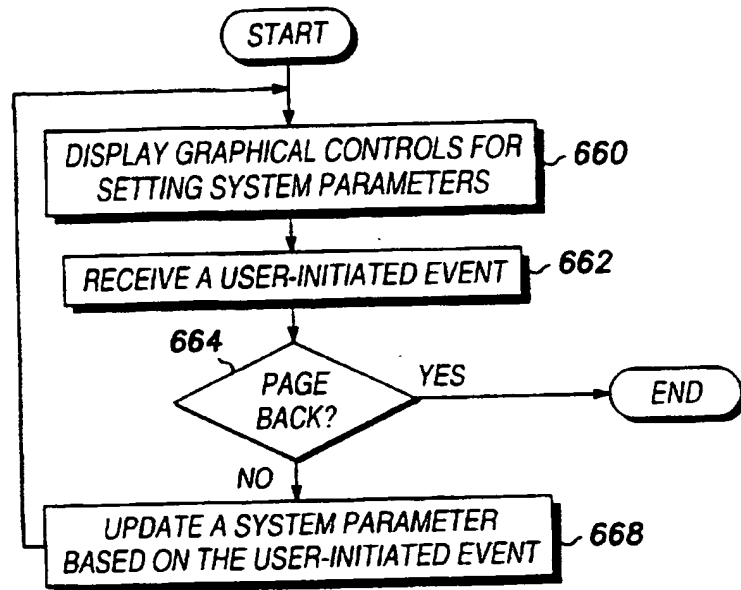 START
DISPLAY GRAPHICAL CONTROLS FOR
SETTING SYSTEM PARAMETERS
660
RECEIVE A USER-INITIATED EVENT
662
664
PAGE
BACK?
YES
END
NO
UPDATE A SYSTEM PARAMETER
BASED ON THE USER-INITIATED EVENT
668